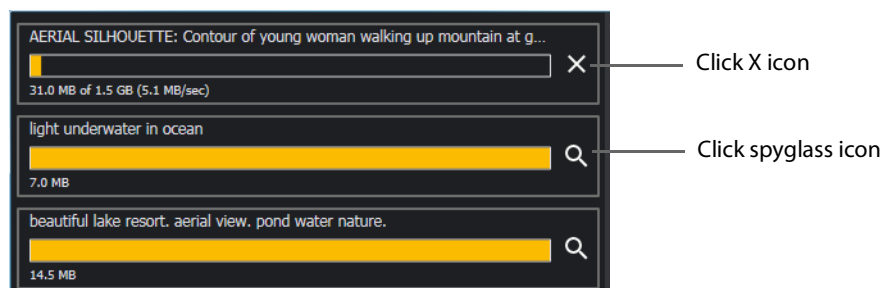 AERIAL SILHOUETTE: Contour of young woman walking up mountain at g...
Click X icon
31.0 MB of 1.5 GB (5.1 MB/sec)
light underwater in ocean
Click spyglass icon
7.0 MB
beautiful lake resort. aerial view. pond water nature.
14.5 MB